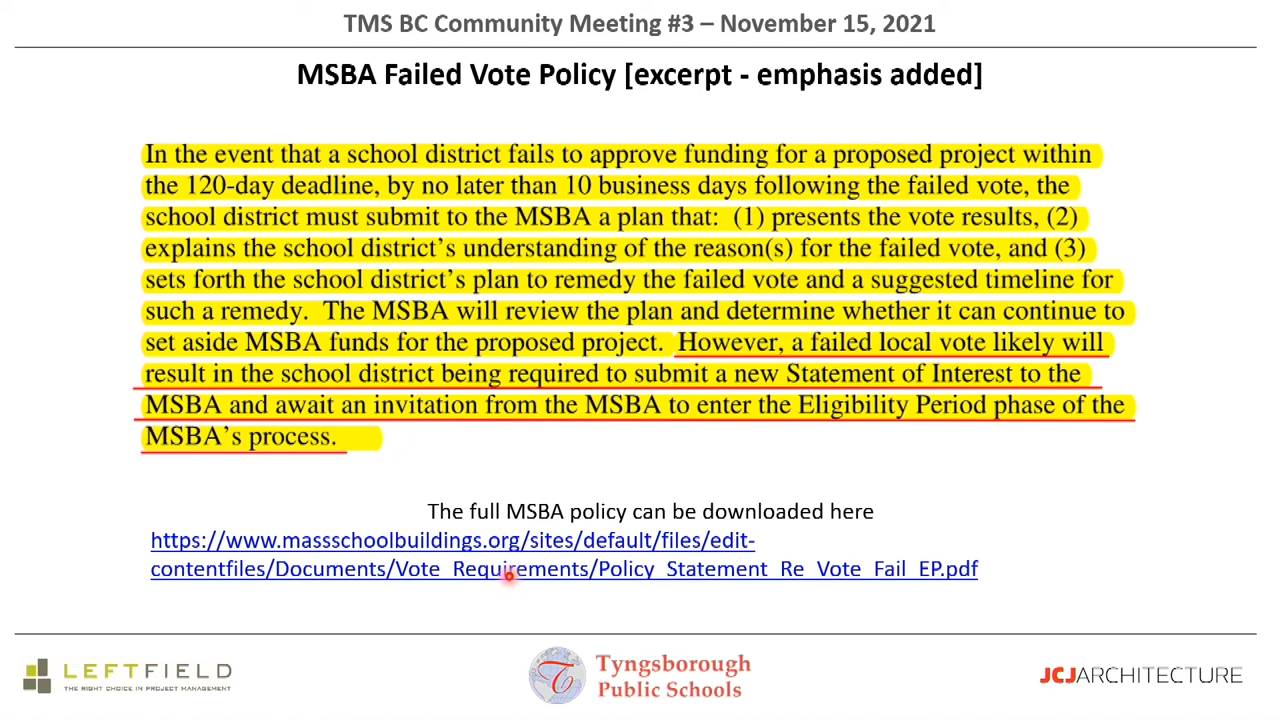 TMS BC Community Meeting #3 – November 15, 2021
MSBA Failed Vote Policy [excerpt - emphasis added]
In the event that a school district fails to approve funding for a proposed project within
the 120-day deadline, by no later than 10 business days following the failed vote, the
school district must submit to the MSBA a plan that:  (1) presents the vote results, (2)
explains the school district's understanding of the reason(s) for the failed vote, and (3)
sets forth the school district's plan to remedy the failed vote and a suggested timeline for
such a remedy.  The MSBA will review the plan and determine whether it can continue to
set aside MSBA funds for the proposed project.  However, a failed local vote likely will
result in the school district being required to submit a new Statement of Interest to the
MSBA and await an invitation from the MSBA to enter the Eligibility Period phase of the
MSBA's process.
The full MSBA policy can be downloaded here
https://www.massschoolbuildings.org/sites/default/files/edit-
contentfiles/Documents/Vote_Requirements/Policy_Statement_Re_Vote_Fail_EP.pdf
LEFTFIELD
THE RIGHT CHOICE IN PROJECT MANAGEMENT
Tyngsborough
Public Schools
JCJARCHITECTURE